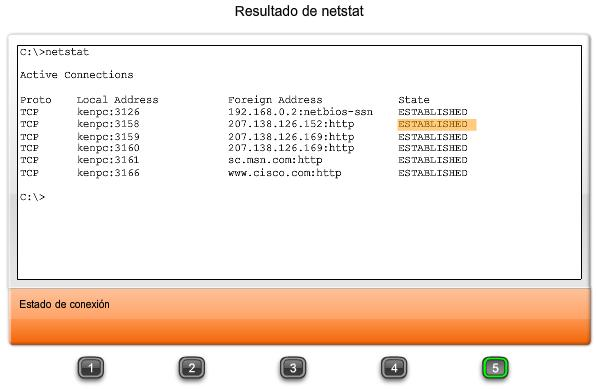 Resultado de netstat
C:\>netstat
Active Connections
Proto Local Address Foreign Address State
TCP kenpc:3126 192.168.0.2:netbios-ssn ESTABLISHED
TCP kenpc:3158 207.138.126.152:http ESTABLISHED
TCP kenpc:3159 207.138.126.169:http ESTABLISHED
TCP kenpc:3160 207.138.126.169:http ESTABLISHED
TCP kenpc:3161 sc.msn.com:http ESTABLISHED
TCP kenpc:3166 www.cisco.com:http ESTABLISHED
C:\>
Estado de conexión
1 2 3 4 5